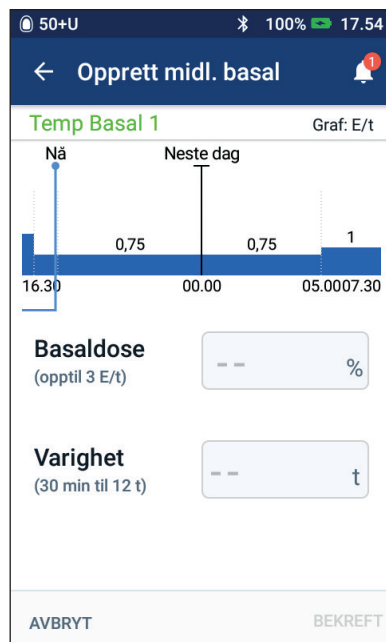 50+U 100% 17.54
Opprett midl. basal 1
Temp Basal 1 Graf: E/t
Nå Neste dag
0,75 0,75 1
16.30 00.00 05.00 07.30
Basaldose
(opptil 3 E/t)
-- %
Varighet
(30 min til 12 t)
-- t
AVBRYT BEKREFT